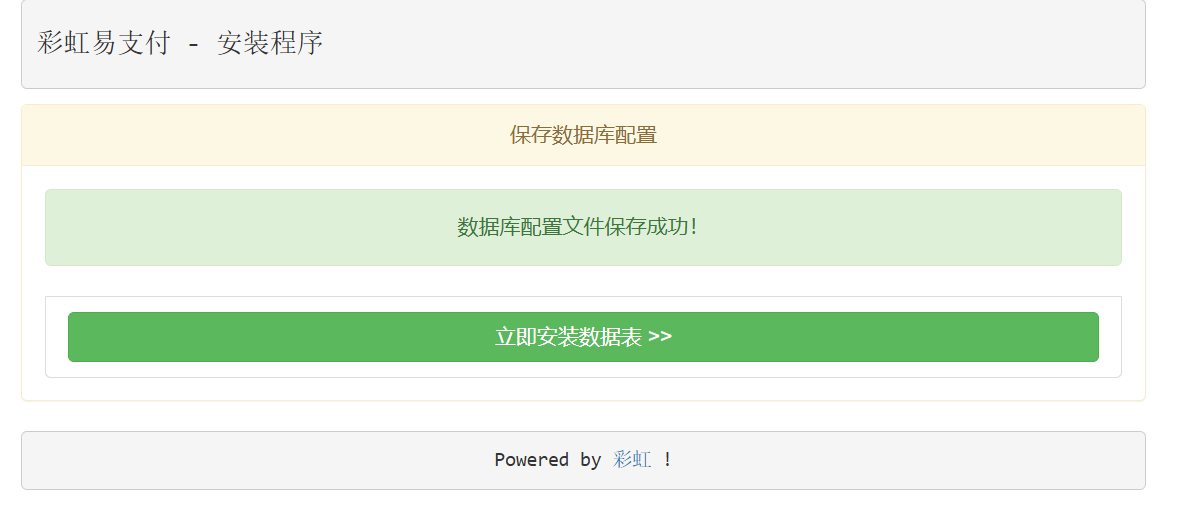 彩虹易支付 - 安装程序
保存数据库配置
数据库配置文件保存成功!
立即安装数据表 >>
Powered by 彩虹 !